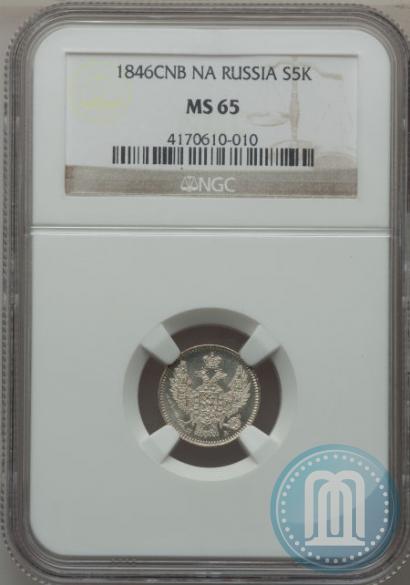 1846CNB NA RUSSIA S5K
MS 65
4170610-010
NGC